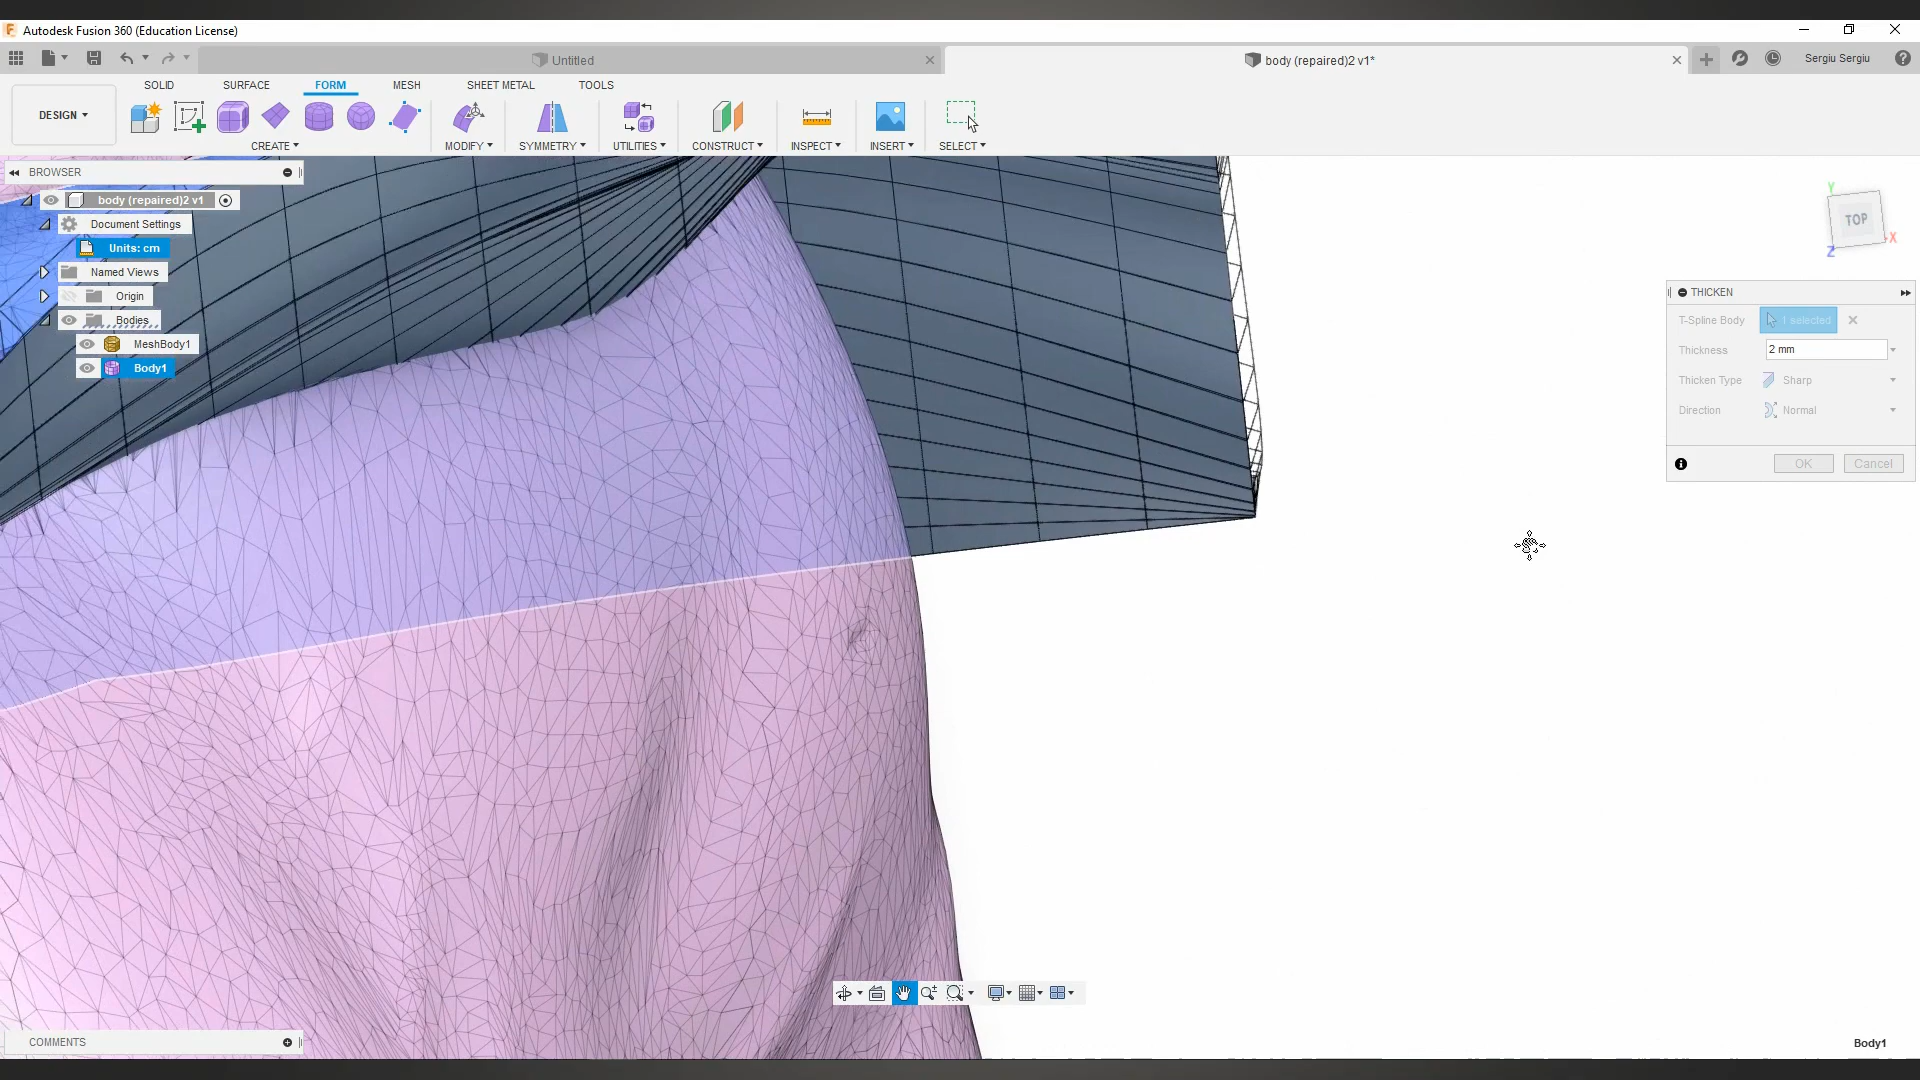 Autodesk Fusion 360 (Education License)
Untitled
body (repaired)2 v1*
Sergiu Sergiu
SOLID SURFACE FORM MESH SHEET METAL TOOLS
DESIGN
CREATE MODIFY SYMMETRY UTILITIES CONSTRUCT INSPECT INSERT SELECT
BROWSER
body (repaired)2 v1
Document Settings
Units: cm
Named Views
Origin
Bodies
MeshBody1
Body1
Y
TOP
X
Z
THICKEN
T-Spline Body 1 selected
Thickness 2 mm
Thicken Type Sharp
Direction Normal
OK Cancel
COMMENTS
Body1